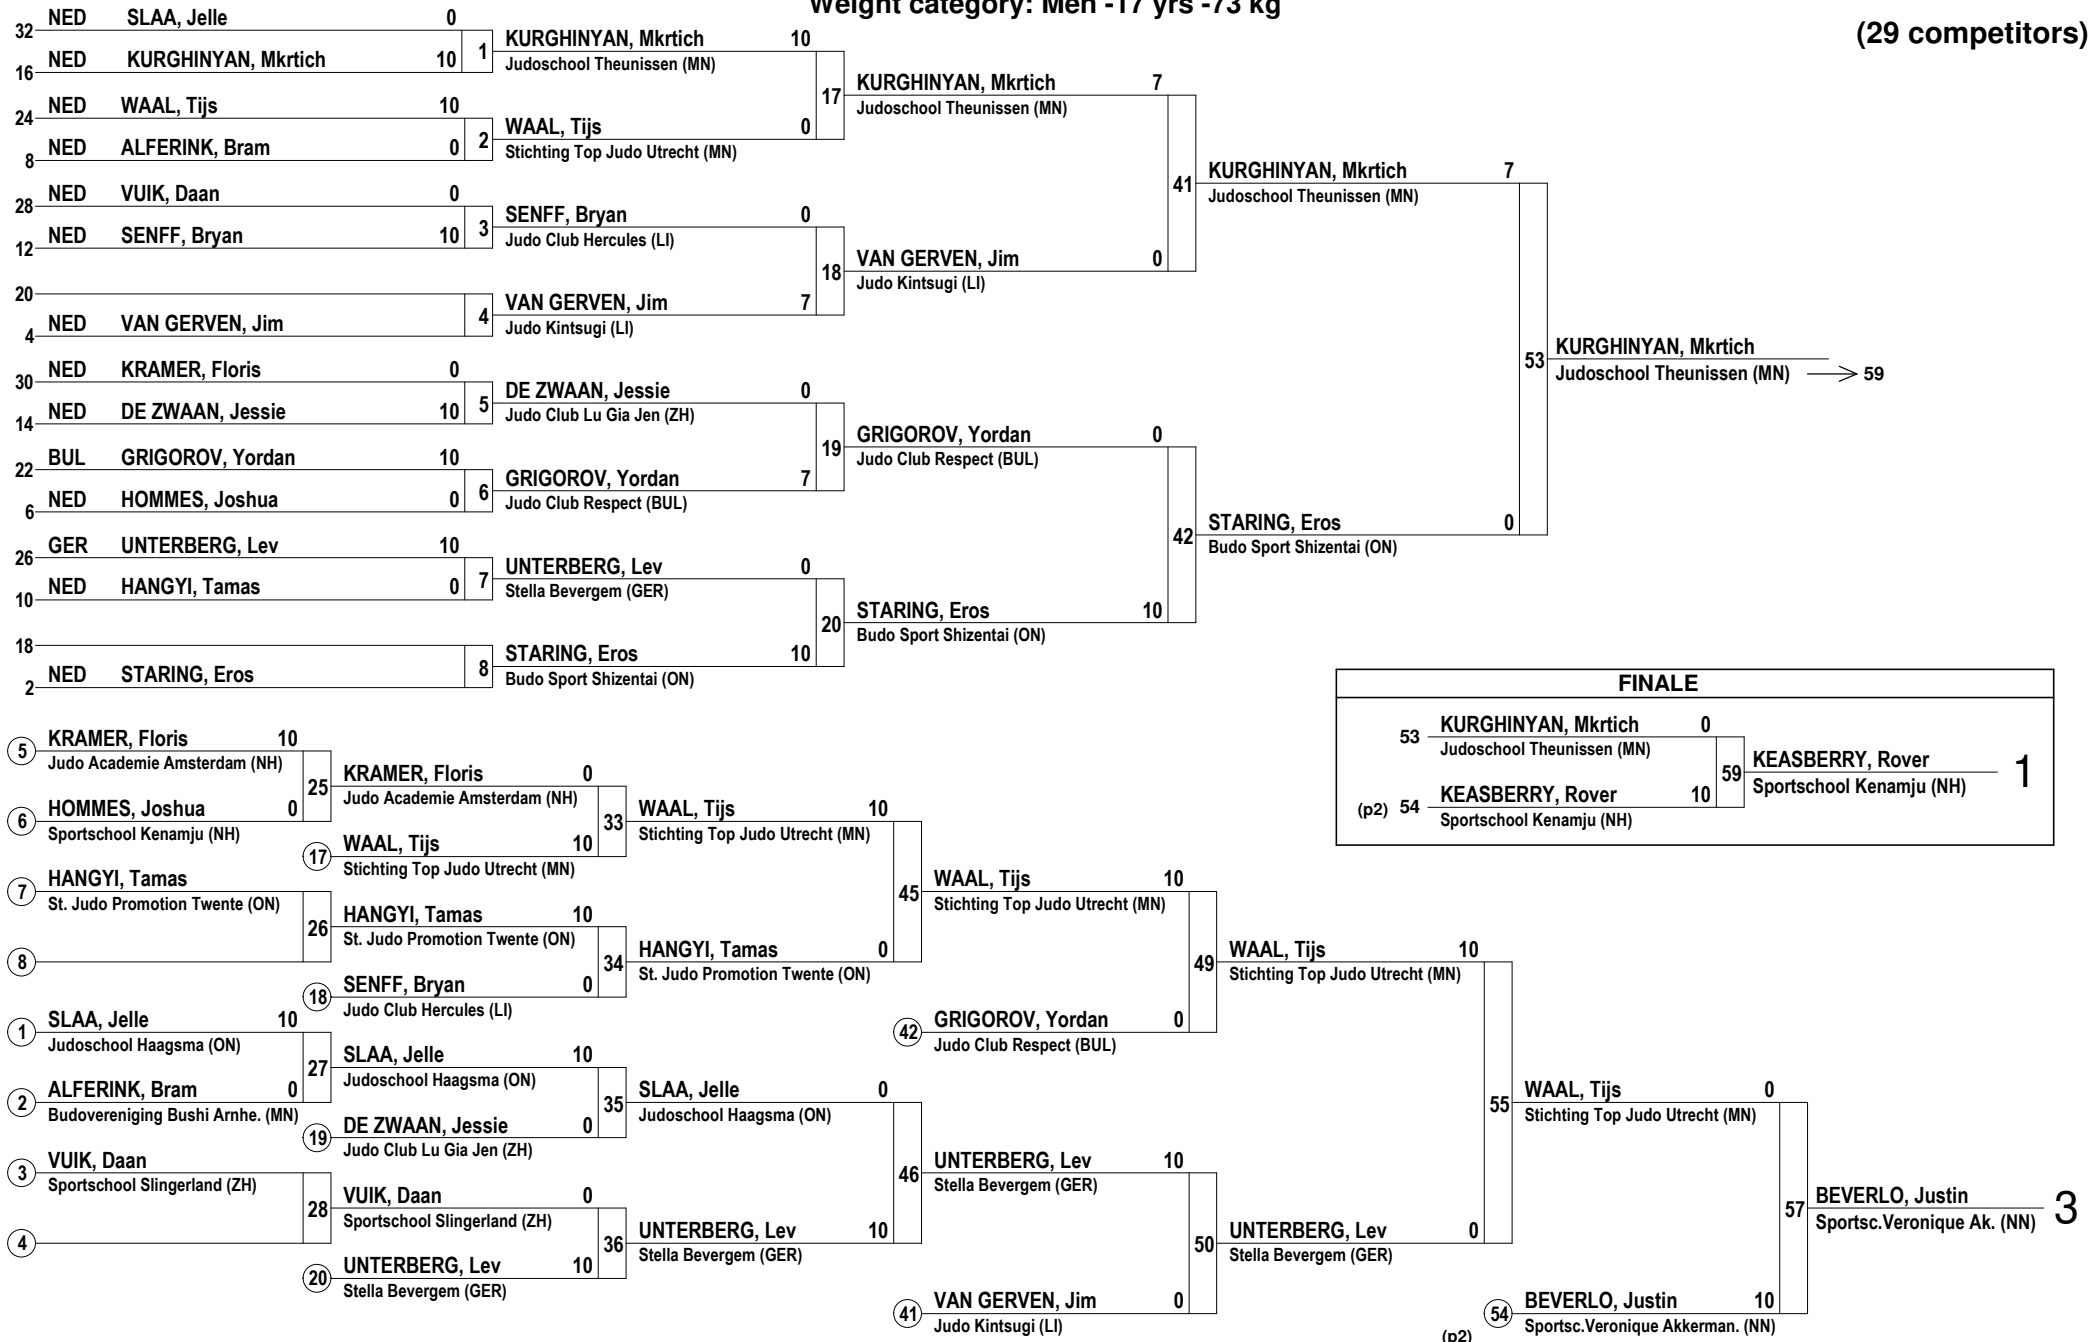 Weight category: Men -17 yrs -73 kg
(29 competitors)
32 NED SLAA, Jelle 0
16 NED KURGHINYAN, Mkrtich 10
1
24 NED WAAL, Tijs 10
8 NED ALFERINK, Bram 0
2
28 NED VUIK, Daan 0
12 NED SENFF, Bryan 10
3
20
4 NED VAN GERVEN, Jim
4
30 NED KRAMER, Floris 0
14 NED DE ZWAAN, Jessie 10
5
22 BUL GRIGOROV, Yordan 10
6 NED HOMMES, Joshua 0
6
26 GER UNTERBERG, Lev 10
10 NED HANGYI, Tamas 0
7
18
2 NED STARING, Eros
8
KURGHINYAN, Mkrtich 10
Judoschool Theunissen (MN)
17
WAAL, Tijs 0
Stichting Top Judo Utrecht (MN)
SENFF, Bryan 0
Judo Club Hercules (LI)
18
VAN GERVEN, Jim 7
Judo Kintsugi (LI)
DE ZWAAN, Jessie 0
Judo Club Lu Gia Jen (ZH)
19
GRIGOROV, Yordan 7
Judo Club Respect (BUL)
UNTERBERG, Lev 0
Stella Bevergem (GER)
20
STARING, Eros 10
Budo Sport Shizentai (ON)
KURGHINYAN, Mkrtich 7
Judoschool Theunissen (MN)
41
VAN GERVEN, Jim 0
Judo Kintsugi (LI)
GRIGOROV, Yordan 0
Judo Club Respect (BUL)
42
STARING, Eros 10
Budo Sport Shizentai (ON)
KURGHINYAN, Mkrtich 7
Judoschool Theunissen (MN)
53
STARING, Eros 0
Budo Sport Shizentai (ON)
KURGHINYAN, Mkrtich
Judoschool Theunissen (MN) 59
FINALE
53 KURGHINYAN, Mkrtich 0
Judoschool Theunissen (MN)
59
(p2) 54 KEASBERRY, Rover 10
Sportschool Kenamju (NH)
KEASBERRY, Rover 1
Sportschool Kenamju (NH)
5 KRAMER, Floris 10
Judo Academie Amsterdam (NH)
25
6 HOMMES, Joshua 0
Sportschool Kenamju (NH)
7 HANGYI, Tamas
St. Judo Promotion Twente (ON)
26
8
1 SLAA, Jelle 10
Judoschool Haagsma (ON)
27
2 ALFERINK, Bram 0
Budovereniging Bushi Arnhe. (MN)
3 VUIK, Daan
Sportschool Slingerland (ZH)
28
4
KRAMER, Floris 0
Judo Academie Amsterdam (NH)
33
17 WAAL, Tijs 10
Stichting Top Judo Utrecht (MN)
HANGYI, Tamas 10
St. Judo Promotion Twente (ON)
34
18 SENFF, Bryan 0
Judo Club Hercules (LI)
SLAA, Jelle 10
Judoschool Haagsma (ON)
35
19 DE ZWAAN, Jessie 0
Judo Club Lu Gia Jen (ZH)
VUIK, Daan 0
Sportschool Slingerland (ZH)
36
20 UNTERBERG, Lev 10
Stella Bevergem (GER)
WAAL, Tijs 10
Stichting Top Judo Utrecht (MN)
45
HANGYI, Tamas 0
St. Judo Promotion Twente (ON)
SLAA, Jelle 0
Judoschool Haagsma (ON)
46
UNTERBERG, Lev 10
Stella Bevergem (GER)
WAAL, Tijs 10
Stichting Top Judo Utrecht (MN)
49
42 GRIGOROV, Yordan 0
Judo Club Respect (BUL)
UNTERBERG, Lev 10
Stella Bevergem (GER)
50
41 VAN GERVEN, Jim 0
Judo Kintsugi (LI)
WAAL, Tijs 10
Stichting Top Judo Utrecht (MN)
55
UNTERBERG, Lev 0
Stella Bevergem (GER)
WAAL, Tijs 0
Stichting Top Judo Utrecht (MN)
57
54 BEVERLO, Justin 10
(p2) Sportsc.Veronique Akkerman. (NN)
BEVERLO, Justin 3
Sportsc.Veronique Ak. (NN)